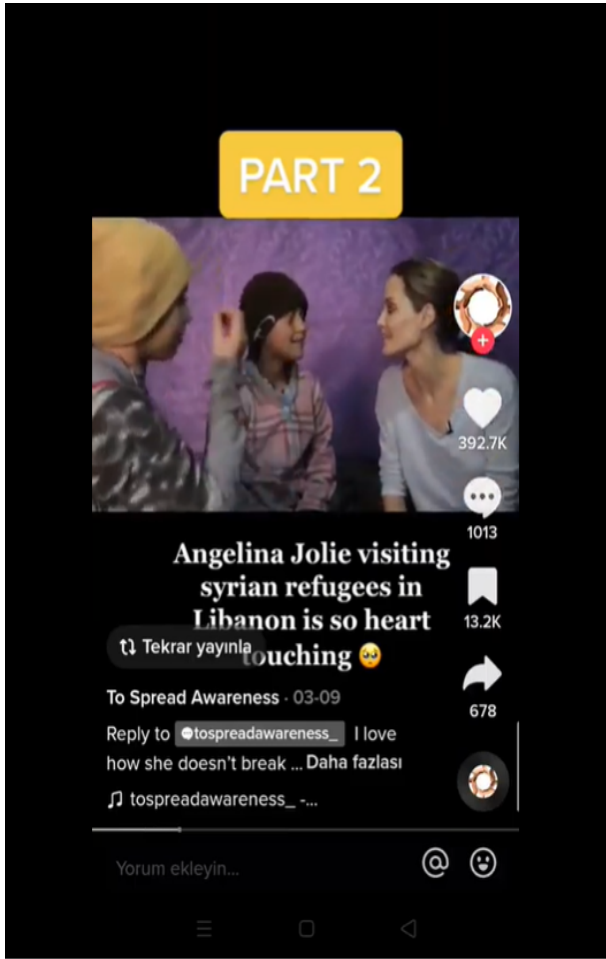 PART 2
392.7K
1013
Angelina Jolie visiting
syrian refugees in
Libanon is so heart
touching 🥺
13.2K
Tekrar yayınla
678
To Spread Awareness · 03-09
Reply to tospreadawareness_ I love
how she doesn't break ... Daha fazlası
tospreadawareness_ -...
Yorum ekleyin...